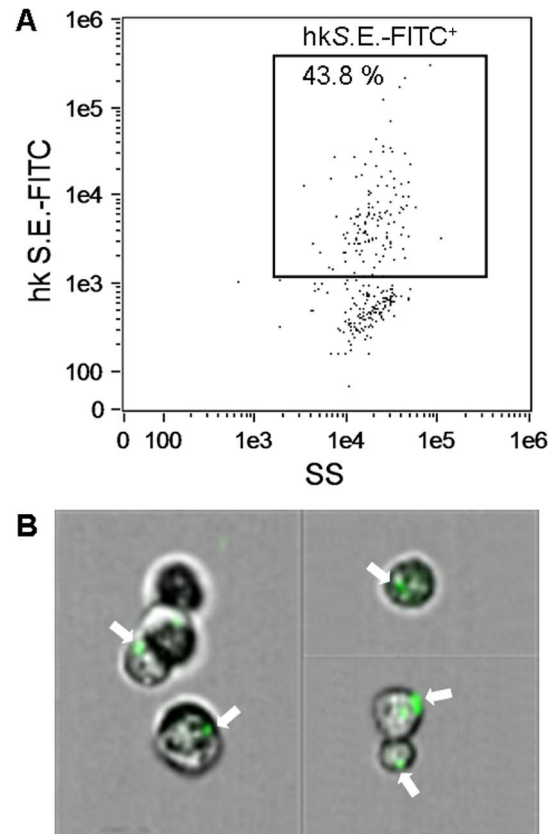 A
hkS.E.-FITC+
43.8 %
hk S.E.-FITC
1e6
1e5
1e4
1e3
100
0
0 100 1e3 1e4 1e5 1e6
SS
B